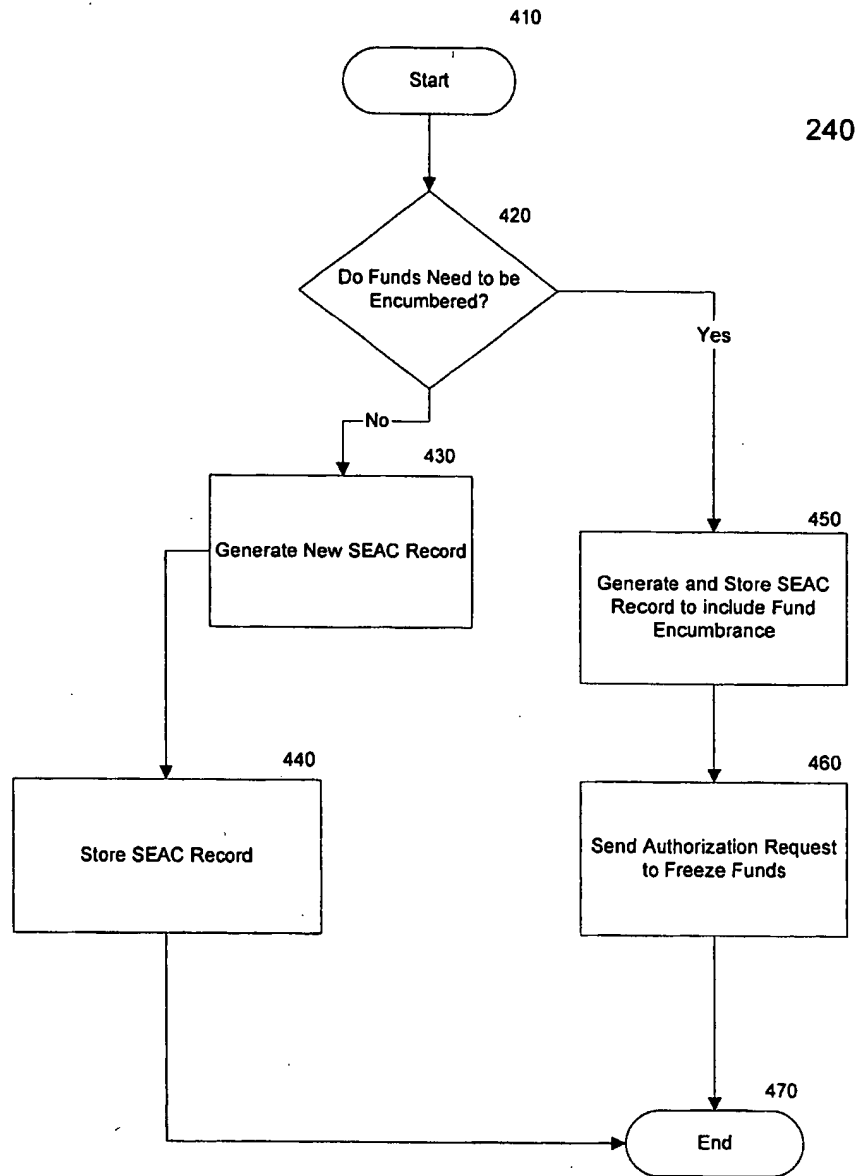 410
Start
240
420
Do Funds Need to be
Encumbered?
Yes
No
430
Generate New SEAC Record
450
Generate and Store SEAC
Record to include Fund
Encumbrance
440
Store SEAC Record
460
Send Authorization Request
to Freeze Funds
470
End